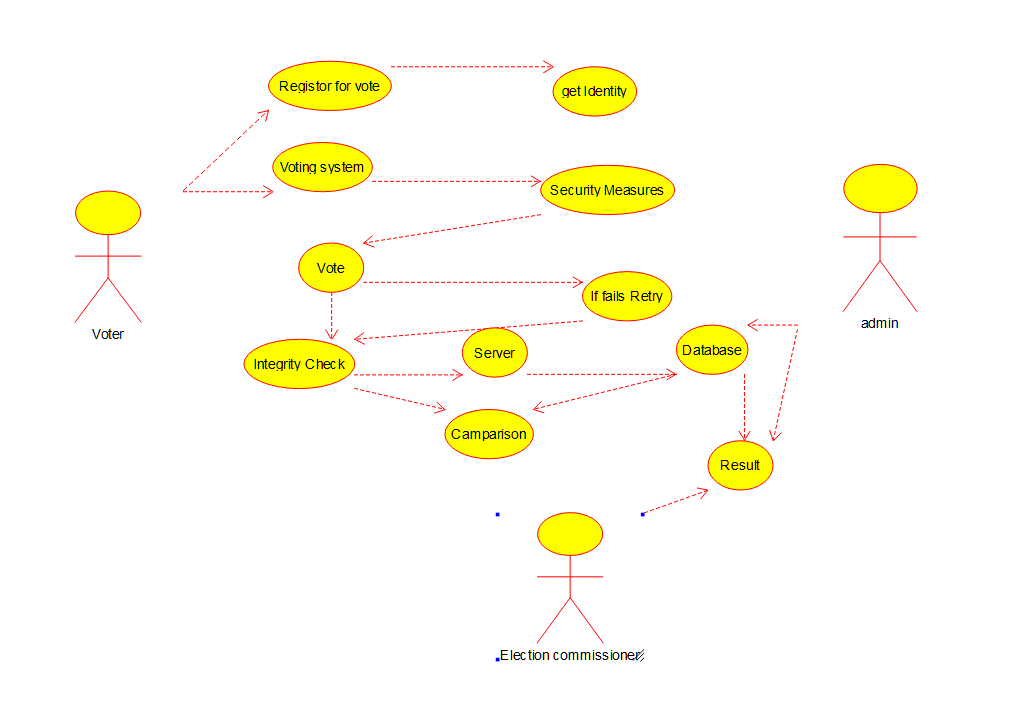 Registor for vote
get Identity
Voting system
Security Measures
Vote
If fails Retry
Voter
admin
Integrity Check
Server
Database
Camparison
Result
Election commissioner